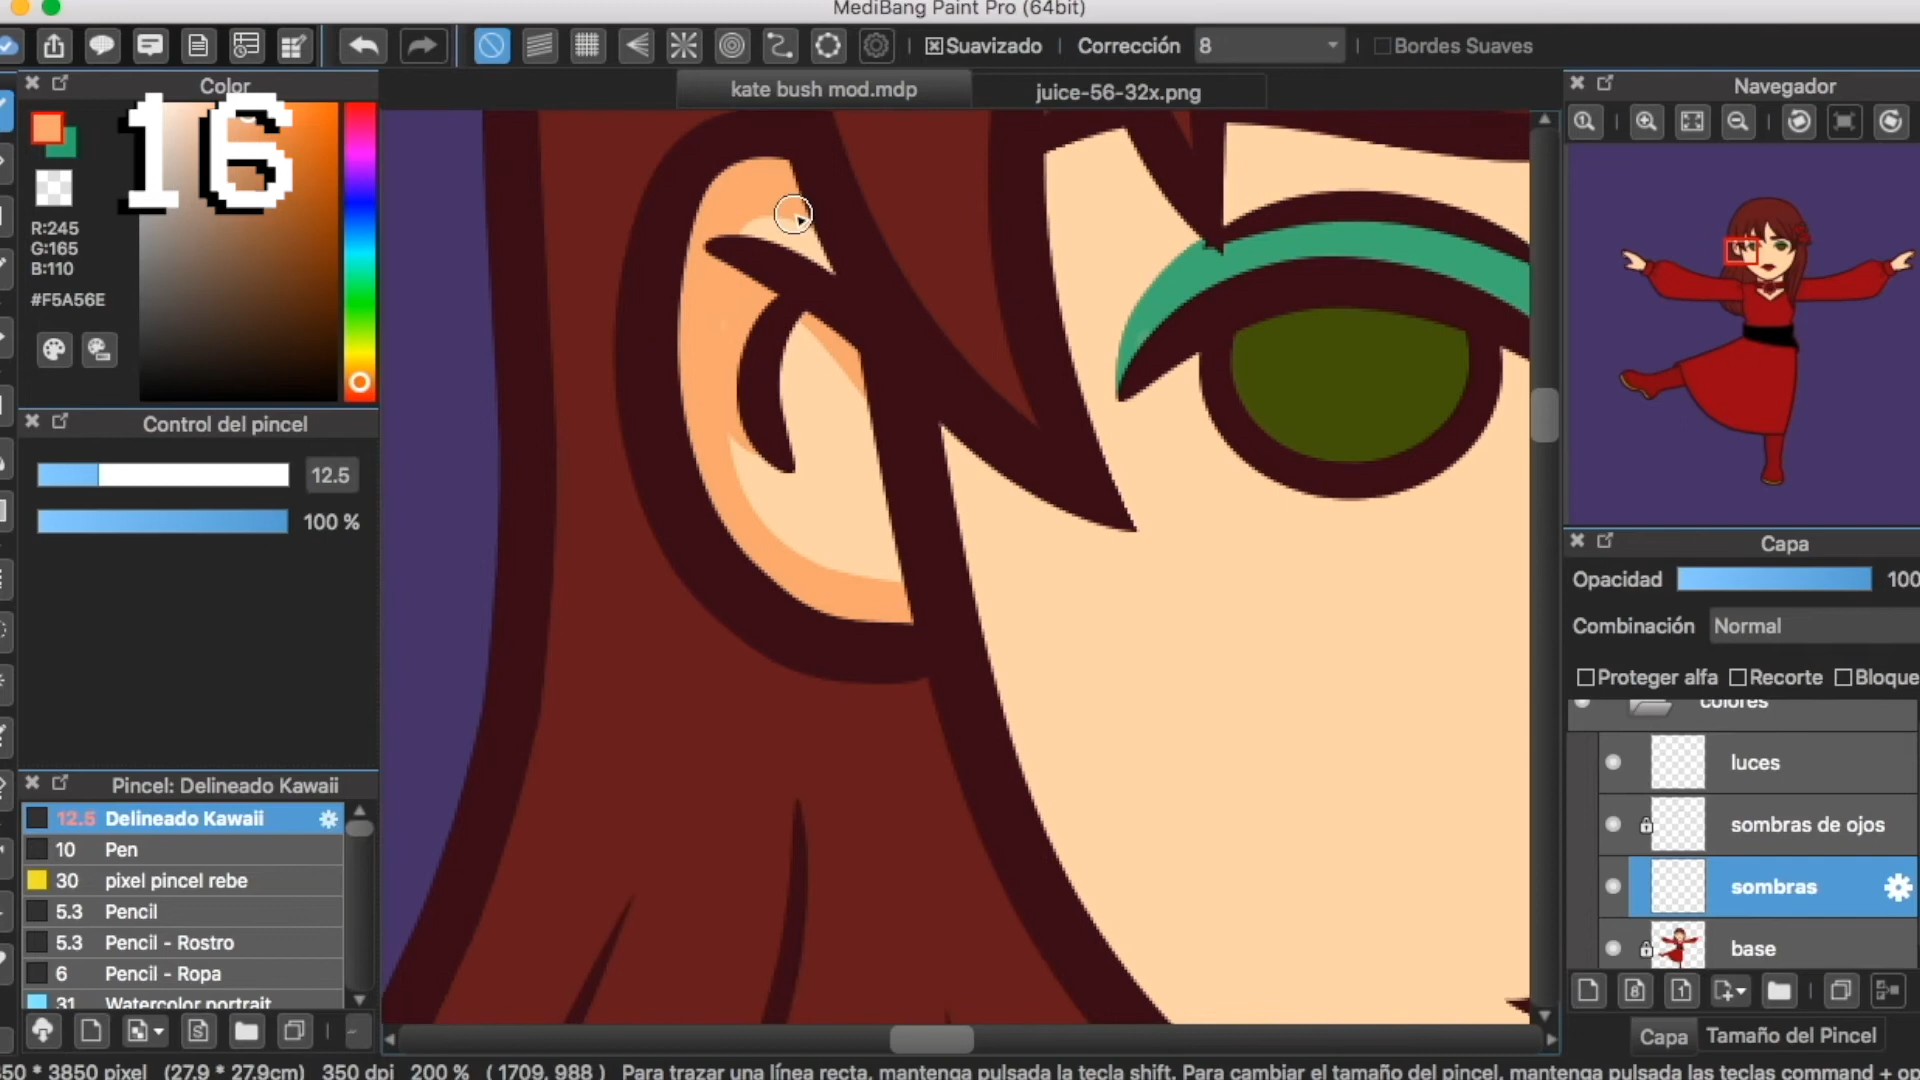 MediBang Paint Pro (64bit)
Suavizado
Corrección
8
Bordes Suaves
Color
kate bush mod.mdp
juice-56-32x.png
Navegador
16
R:245
G:165
B:110
#F5A56E
Control del pincel
12.5
100 %
Capa
Opacidad
100
Combinación
Normal
Proteger alfa
Recorte
Bloque
colores
luces
sombras de ojos
sombras
base
Pincel: Delineado Kawaii
12.5 Delineado Kawaii
10 Pen
30 pixel pincel rebe
5.3 Pencil
5.3 Pencil - Rostro
6 Pencil - Ropa
31 Watercolor portrait
Capa
Tamaño del Pincel
850 * 3850 pixel (27.9 * 27.9cm) 350 dpi 200 % ( 1709, 988 ) Para trazar una línea recta, mantenga pulsada la tecla shift. Para cambiar el tamaño del pincel, mantenga pulsadas las teclas command + op